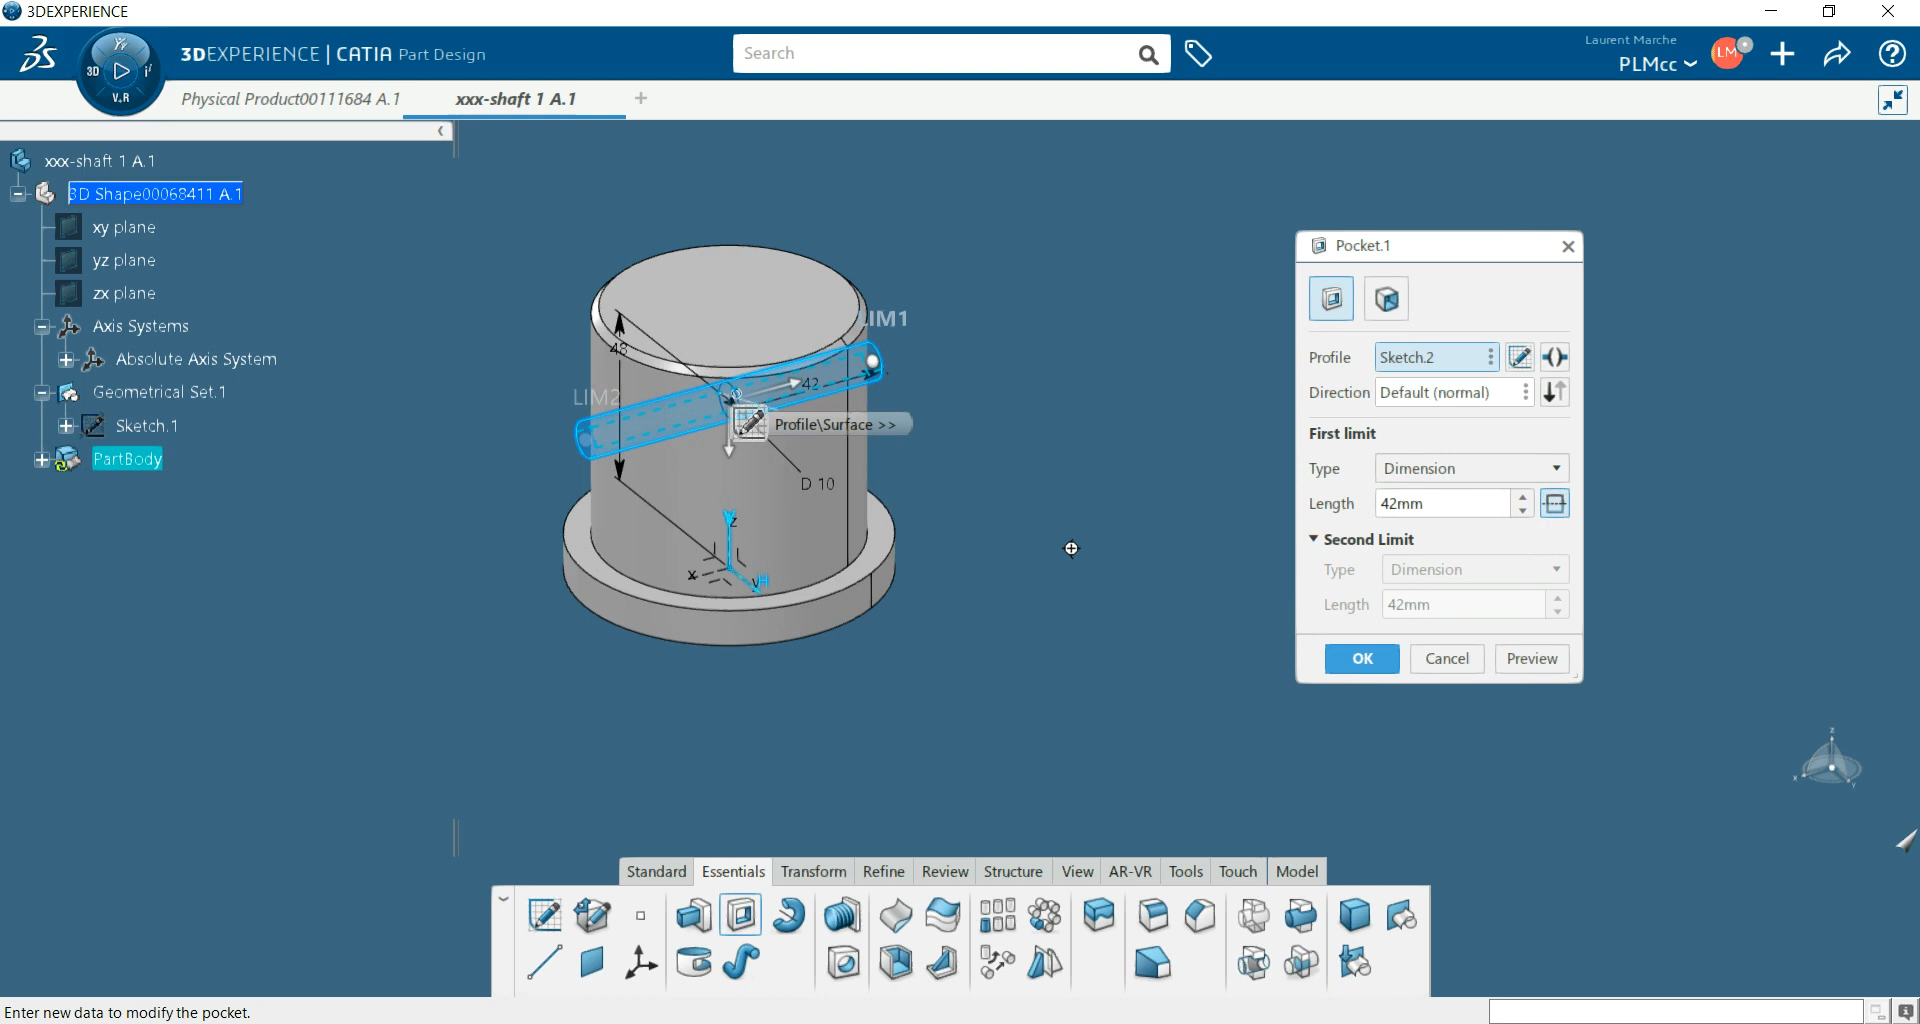 3DEXPERIENCE
3DEXPERIENCE | CATIA Part Design
Search
Laurent Marche
PLMcc
LM
3D
V.R
Physical Product00111684 A.1
xxx-shaft 1 A.1
+
xxx-shaft 1 A.1
3D Shape00068411 A.1
xy plane
yz plane
zx plane
Axis Systems
Absolute Axis System
Geometrical Set.1
Sketch.1
PartBody
LIM1
48
42
LIM2
Profile\Surface >>
D 10
z
x
H
Pocket.1
Profile
Sketch.2
Direction
Default (normal)
First limit
Type
Dimension
Length
42mm
Second Limit
Type
Dimension
Length
42mm
OK
Cancel
Preview
z
x
y
Standard
Essentials
Transform
Refine
Review
Structure
View
AR-VR
Tools
Touch
Model
Enter new data to modify the pocket.